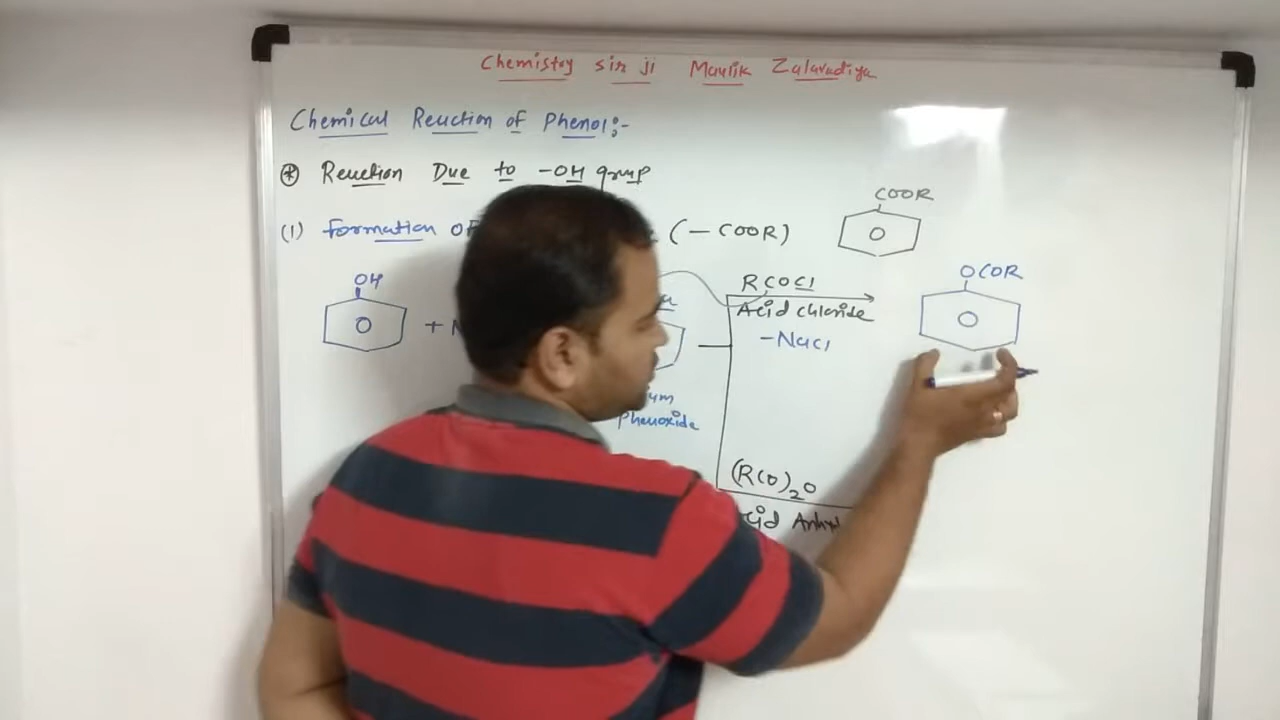 Chemistry sir ji Maulik Zalavadiya
Chemical Reaction of Phenol:-
* Reaction Due to -OH group
(1) formation Of (-COOR)
COOR
OH
+
RCOCl
Acid chloride
-NaCl
OCOR
Phenoxide
(RCO)2O